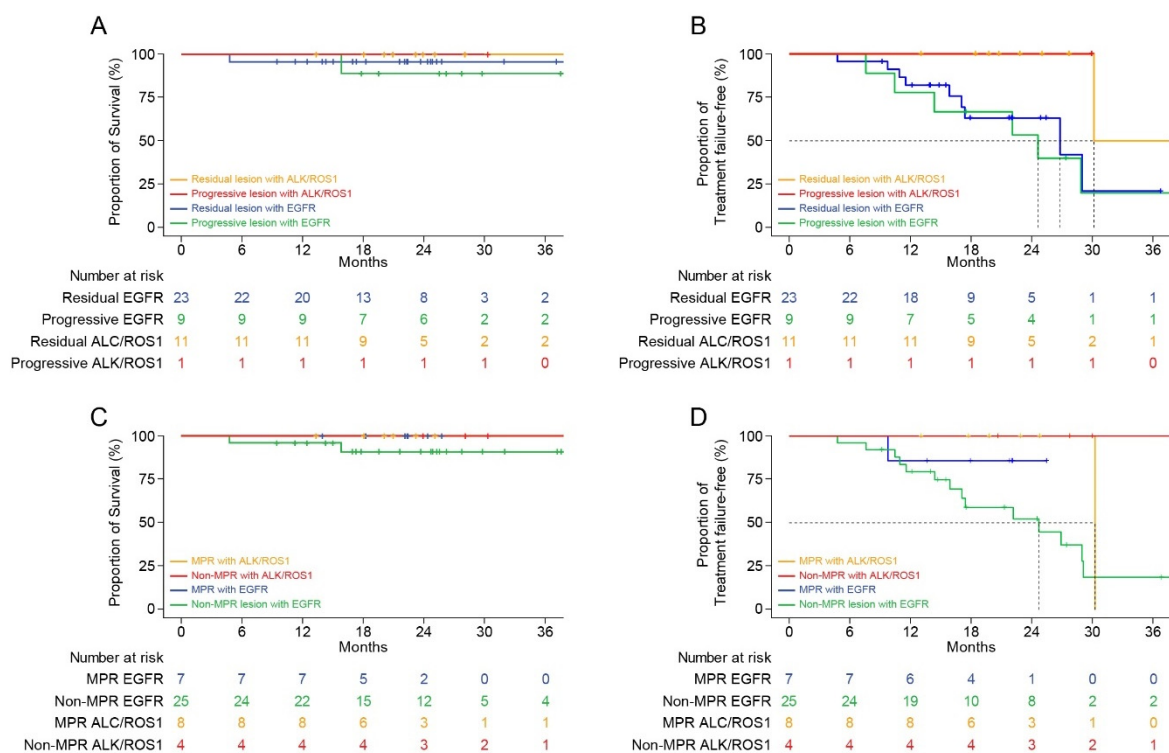 A
Proportion of Survival (%)
100
75
50
25
0
Residual lesion with ALK/ROS1
Progressive lesion with ALK/ROS1
Residual lesion with EGFR
Progressive lesion with EGFR
0 6 12 18 24 30 36
Months
Number at risk
Residual EGFR 23 22 20 13 8 3 2
Progressive EGFR 9 9 9 7 6 2 2
Residual ALC/ROS1 11 11 11 9 5 2 2
Progressive ALK/ROS1 1 1 1 1 1 1 0
B
Proportion of
Treatment failure-free (%)
100
75
50
25
0
Residual lesion with ALK/ROS1
Progressive lesion with ALK/ROS1
Residual lesion with EGFR
Progressive lesion with EGFR
0 6 12 18 24 30 36
Months
Number at risk
Residual EGFR 23 22 18 9 5 1 1
Progressive EGFR 9 9 7 5 4 1 1
Residual ALC/ROS1 11 11 11 9 5 2 1
Progressive ALK/ROS1 1 1 1 1 1 1 0
C
Proportion of Survival (%)
100
75
50
25
0
MPR with ALK/ROS1
Non-MPR with ALK/ROS1
MPR with EGFR
Non-MPR lesion with EGFR
0 6 12 18 24 30 36
Months
Number at risk
MPR EGFR 7 7 7 5 2 0 0
Non-MPR EGFR 25 24 22 15 12 5 4
MPR ALC/ROS1 8 8 8 6 3 1 1
Non-MPR ALK/ROS1 4 4 4 4 3 2 1
D
Proportion of
Treatment failure-free (%)
100
75
50
25
0
MPR with ALK/ROS1
Non-MPR with ALK/ROS1
MPR with EGFR
Non-MPR lesion with EGFR
0 6 12 18 24 30 36
Months
Number at risk
MPR EGFR 7 7 6 4 1 0 0
Non-MPR EGFR 25 24 19 10 8 2 2
MPR ALC/ROS1 8 8 8 6 3 1 0
Non-MPR ALK/ROS1 4 4 4 4 3 2 1